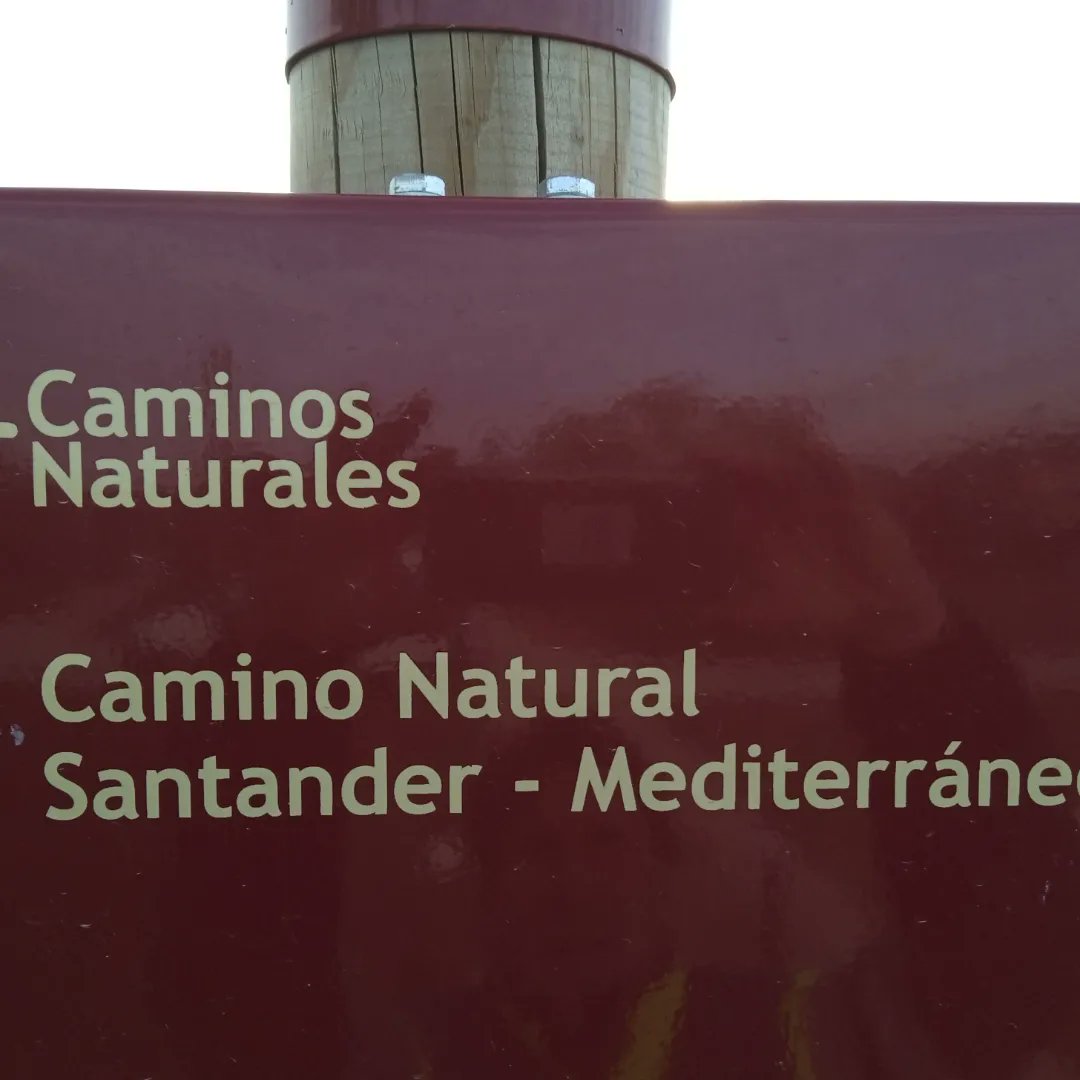 Caminos
Naturales
Camino Natural
Santander - Mediterráne